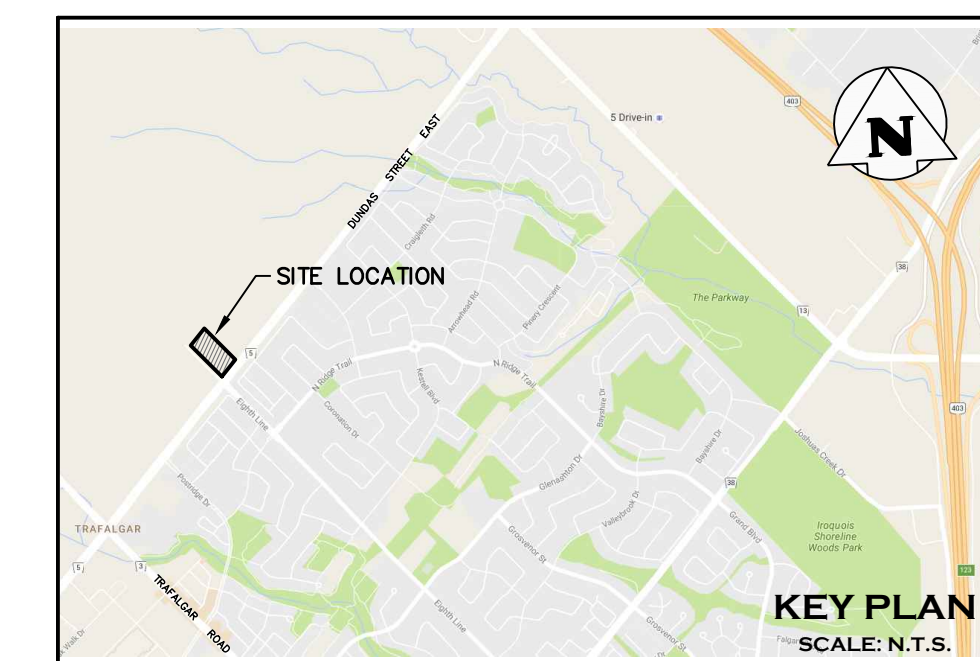 5 Drive-in
403
N
DUNDAS STREET EAST
Craigleith Rd
SITE LOCATION
38
The Parkway
Arrowhead Rd
Pinery Crescent
13
5
N Ridge Trail
N Ridge Trail
Kestell Blvd
Bayshire Dr
403
Eighth Line
Coronation Dr
Bayshire Dr
Joshuas Creek Dr
Glenashton Dr
Postridge Dr
38
Valleybrook Dr
Grand Blvd
TRAFALGAR
Grosvenor St
Iroquois
Shoreline
Woods Park
5
3
123
TRAFALGAR ROAD
Eighth Line
KEY PLAN
Grosvenor St
SCALE: N.T.S.